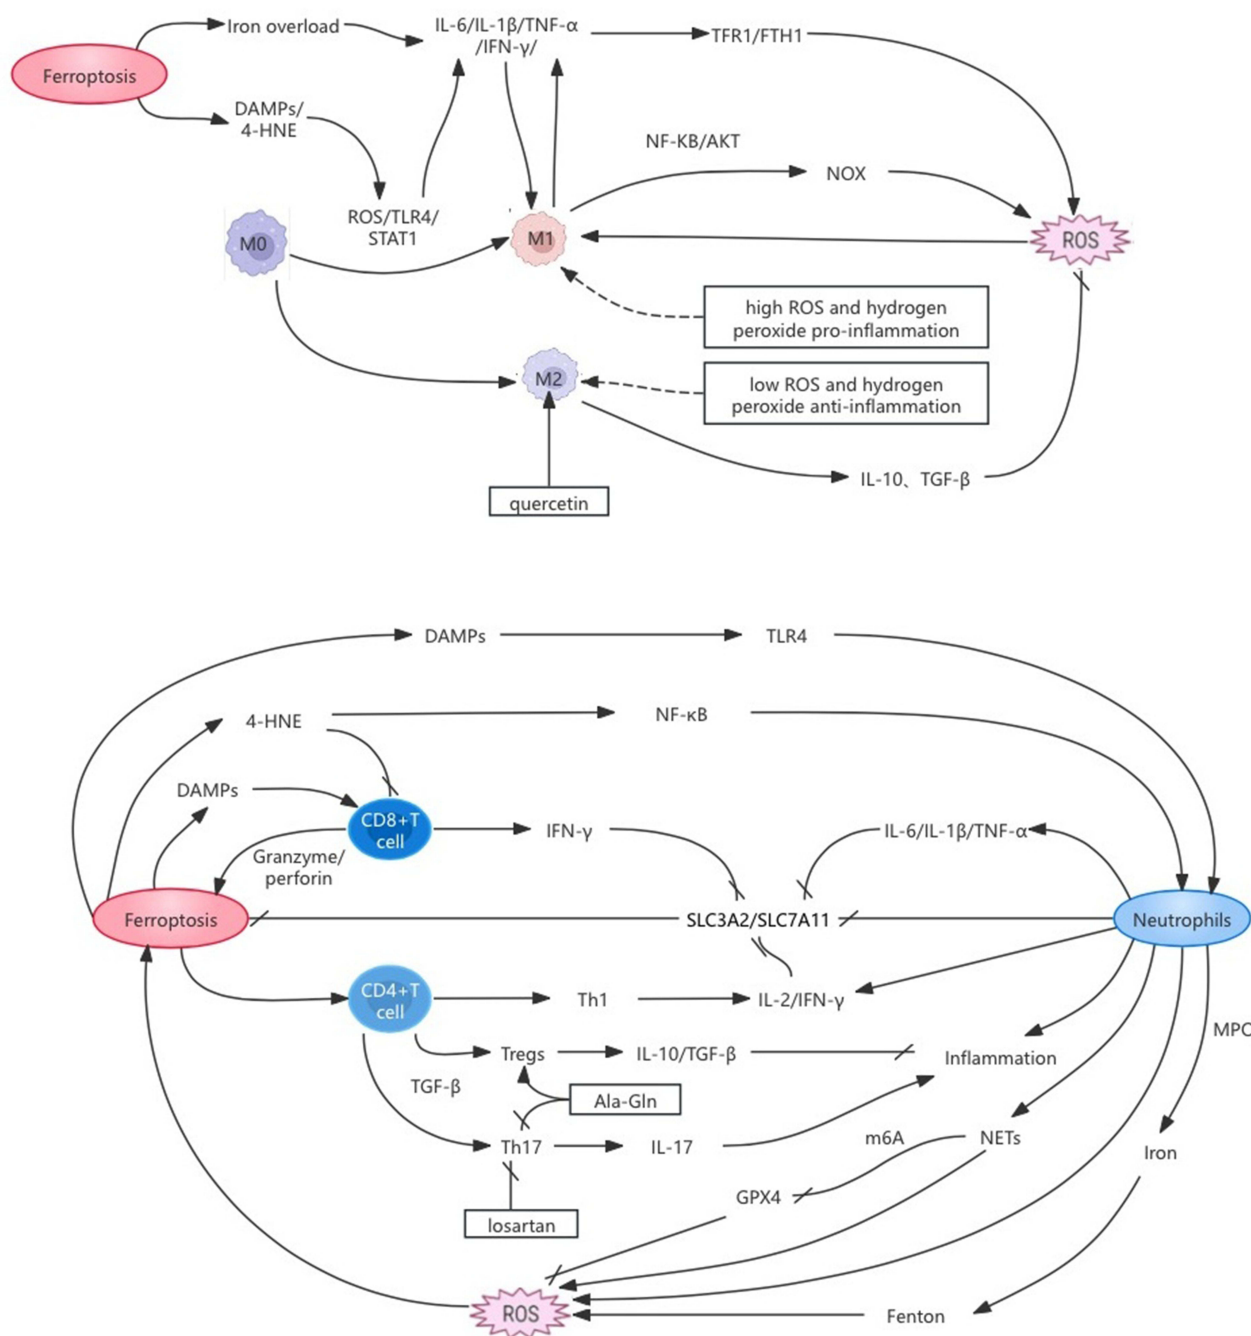 Iron overload
IL-6/IL-1β/TNF-α
/IFN-γ/
TFR1/FTH1
Ferroptosis
DAMPs/
4-HNE
NF-KB/AKT
NOX
ROS/TLR4/
STAT1
M0
M1
ROS
high ROS and hydrogen
peroxide pro-inflammation
M2
low ROS and hydrogen
peroxide anti-inflammation
IL-10、TGF-β
quercetin
DAMPs
TLR4
4-HNE
NF-κB
DAMPs
CD8+T
cell
IFN-γ
IL-6/IL-1β/TNF-α
Granzyme/
perforin
Ferroptosis
SLC3A2/SLC7A11
Neutrophils
CD4+T
cell
Th1
IL-2/IFN-γ
MPO
Tregs
IL-10/TGF-β
Inflammation
TGF-β
Ala-Gln
Th17
IL-17
m6A
NETs
Iron
GPX4
losartan
ROS
Fenton